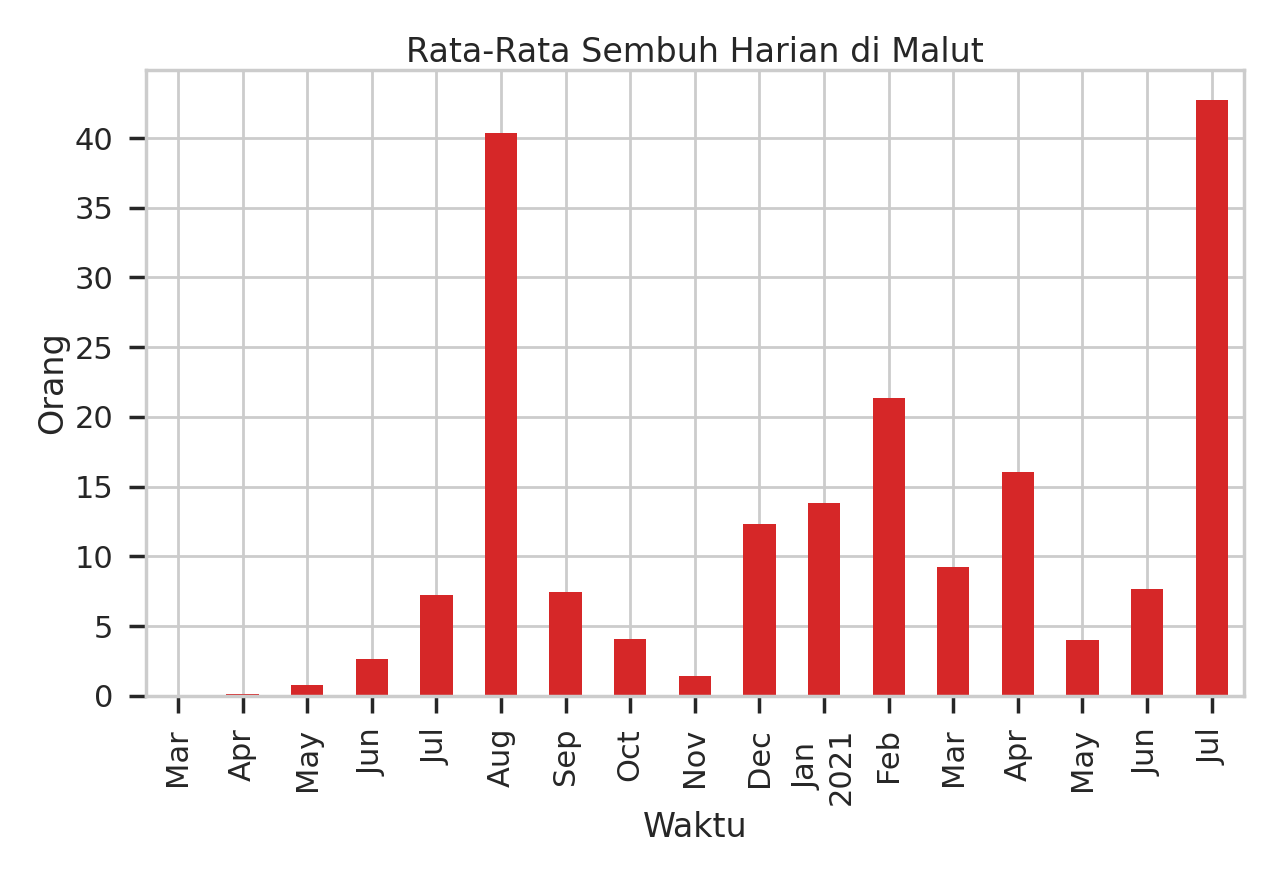 Rata-Rata Sembuh Harian di Malut
Orang
40
35
30
25
20
15
10
5
0
Mar
Apr
May
Jun
Jul
Aug
Sep
Oct
Nov
Dec
Jan
2021
Feb
Mar
Apr
May
Jun
Jul
Waktu